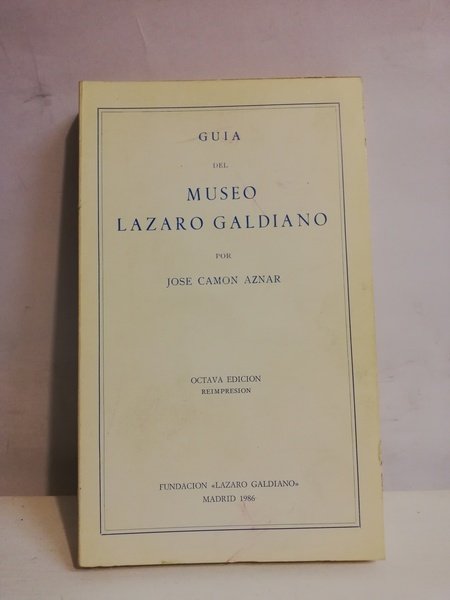 GUIA
DEL
MUSEO
LAZARO GALDIANO
POR
JOSE CAMON AZNAR
OCTAVA EDICION
REIMPRESION
FUNDACION «LAZARO GALDIANO»
MADRID 1986